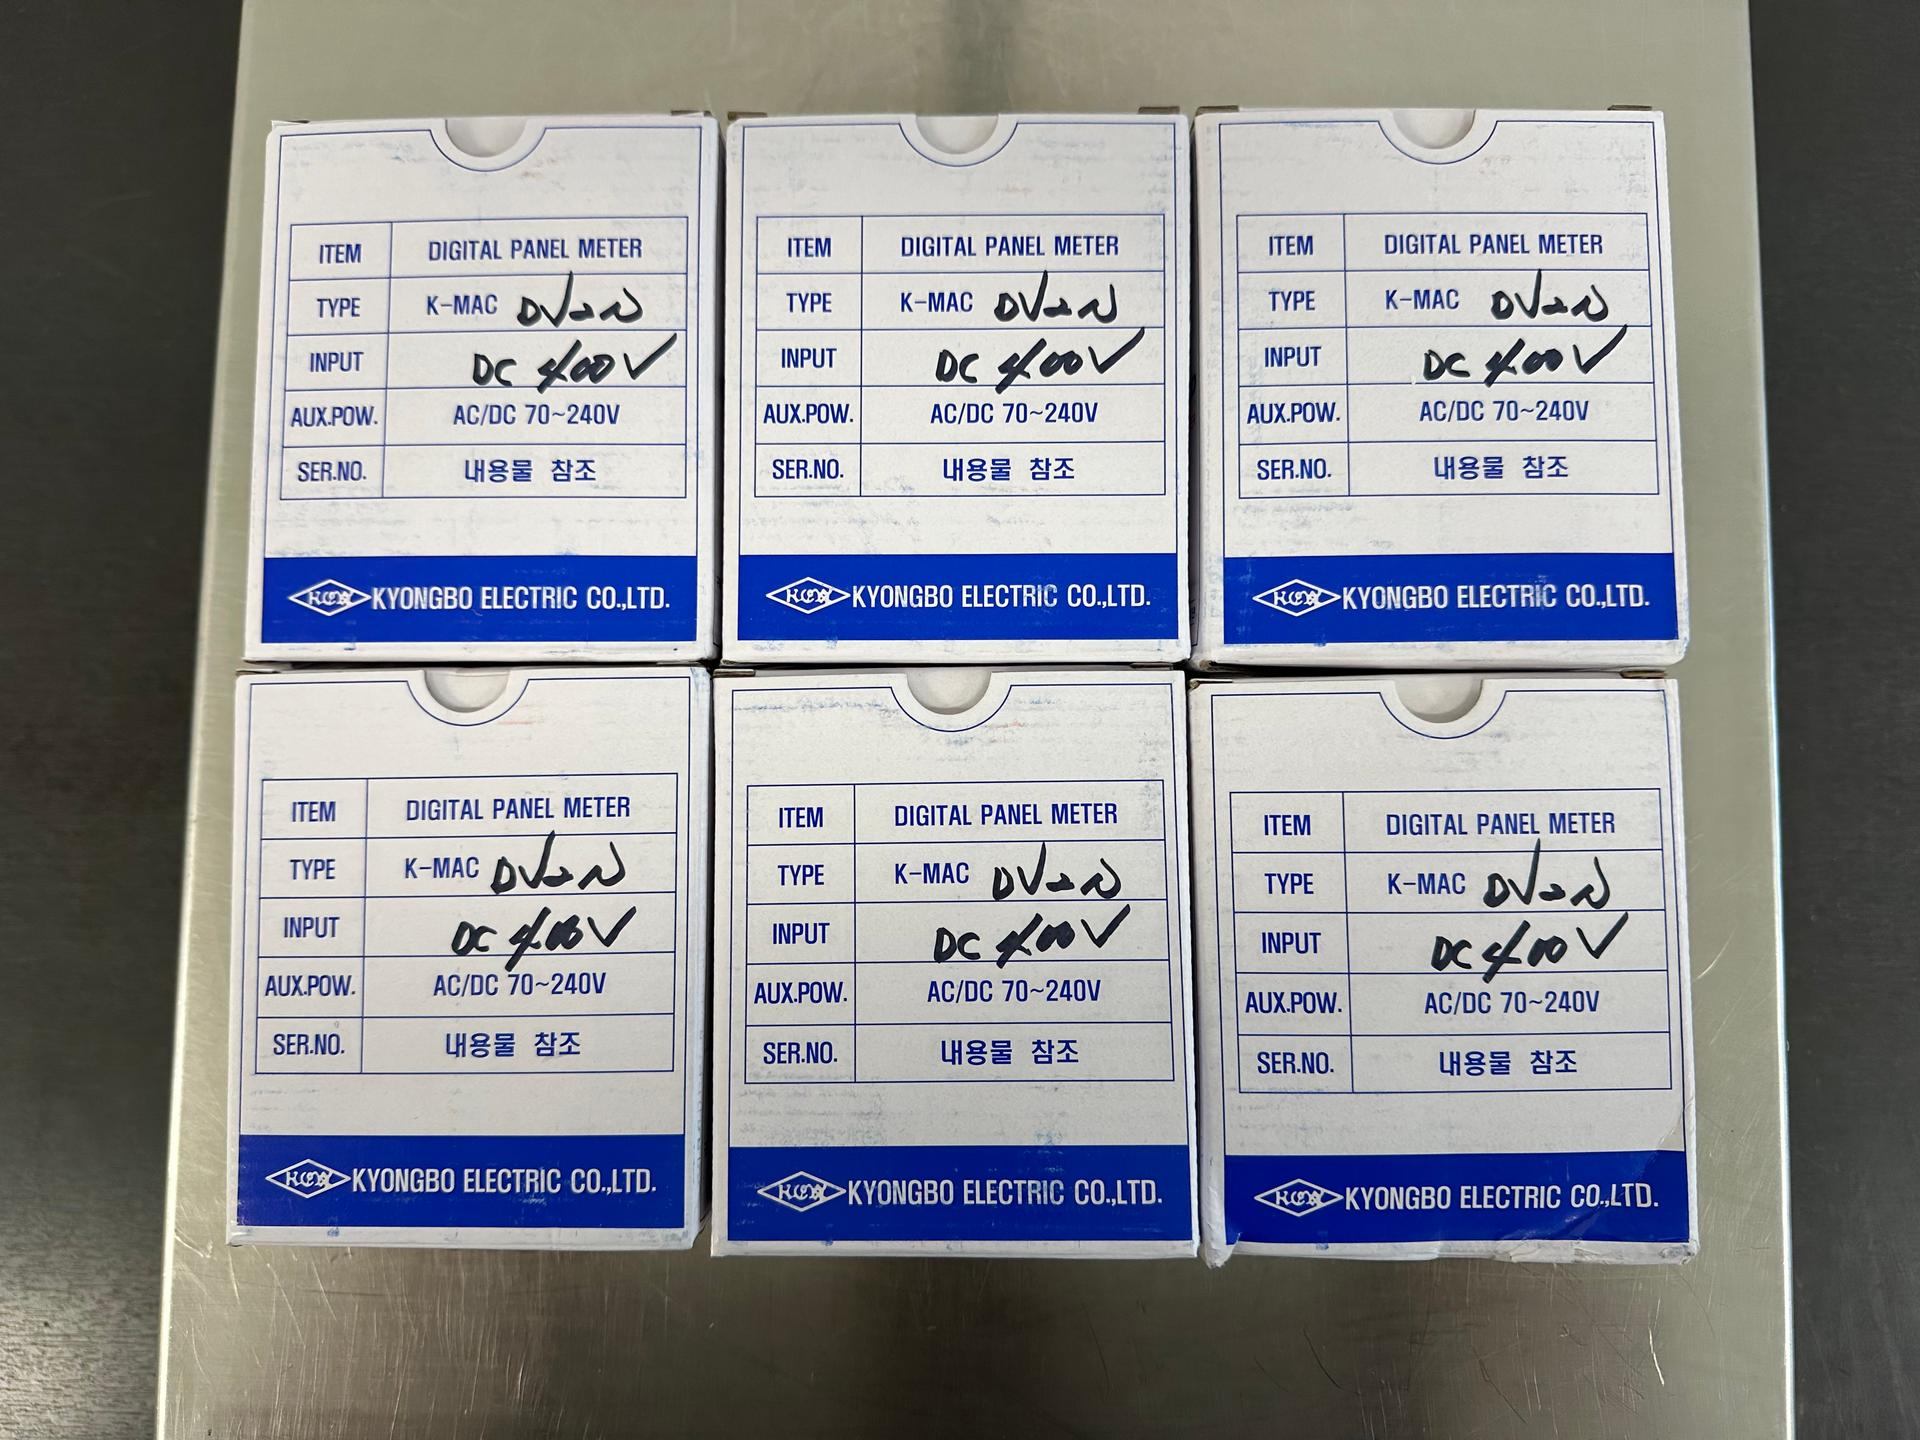 ITEM DIGITAL PANEL METER
TYPE K-MAC DV-N
INPUT DC 400V
AUX.POW. AC/DC 70~240V
SER.NO. 내용물 참조
KYONGBO ELECTRIC CO.,LTD.
ITEM DIGITAL PANEL METER
TYPE K-MAC DV-N
INPUT DC 400V
AUX.POW. AC/DC 70~240V
SER.NO. 내용물 참조
KYONGBO ELECTRIC CO.,LTD.
ITEM DIGITAL PANEL METER
TYPE K-MAC DV-N
INPUT DC 400V
AUX.POW. AC/DC 70~240V
SER.NO. 내용물 참조
KYONGBO ELECTRIC CO.,LTD.
ITEM DIGITAL PANEL METER
TYPE K-MAC DV-N
INPUT DC 400V
AUX.POW. AC/DC 70~240V
SER.NO. 내용물 참조
KYONGBO ELECTRIC CO.,LTD.
ITEM DIGITAL PANEL METER
TYPE K-MAC DV-N
INPUT DC 400V
AUX.POW. AC/DC 70~240V
SER.NO. 내용물 참조
KYONGBO ELECTRIC CO.,LTD.
ITEM DIGITAL PANEL METER
TYPE K-MAC DV-N
INPUT DC 400V
AUX.POW. AC/DC 70~240V
SER.NO. 내용물 참조
KYONGBO ELECTRIC CO.,LTD.